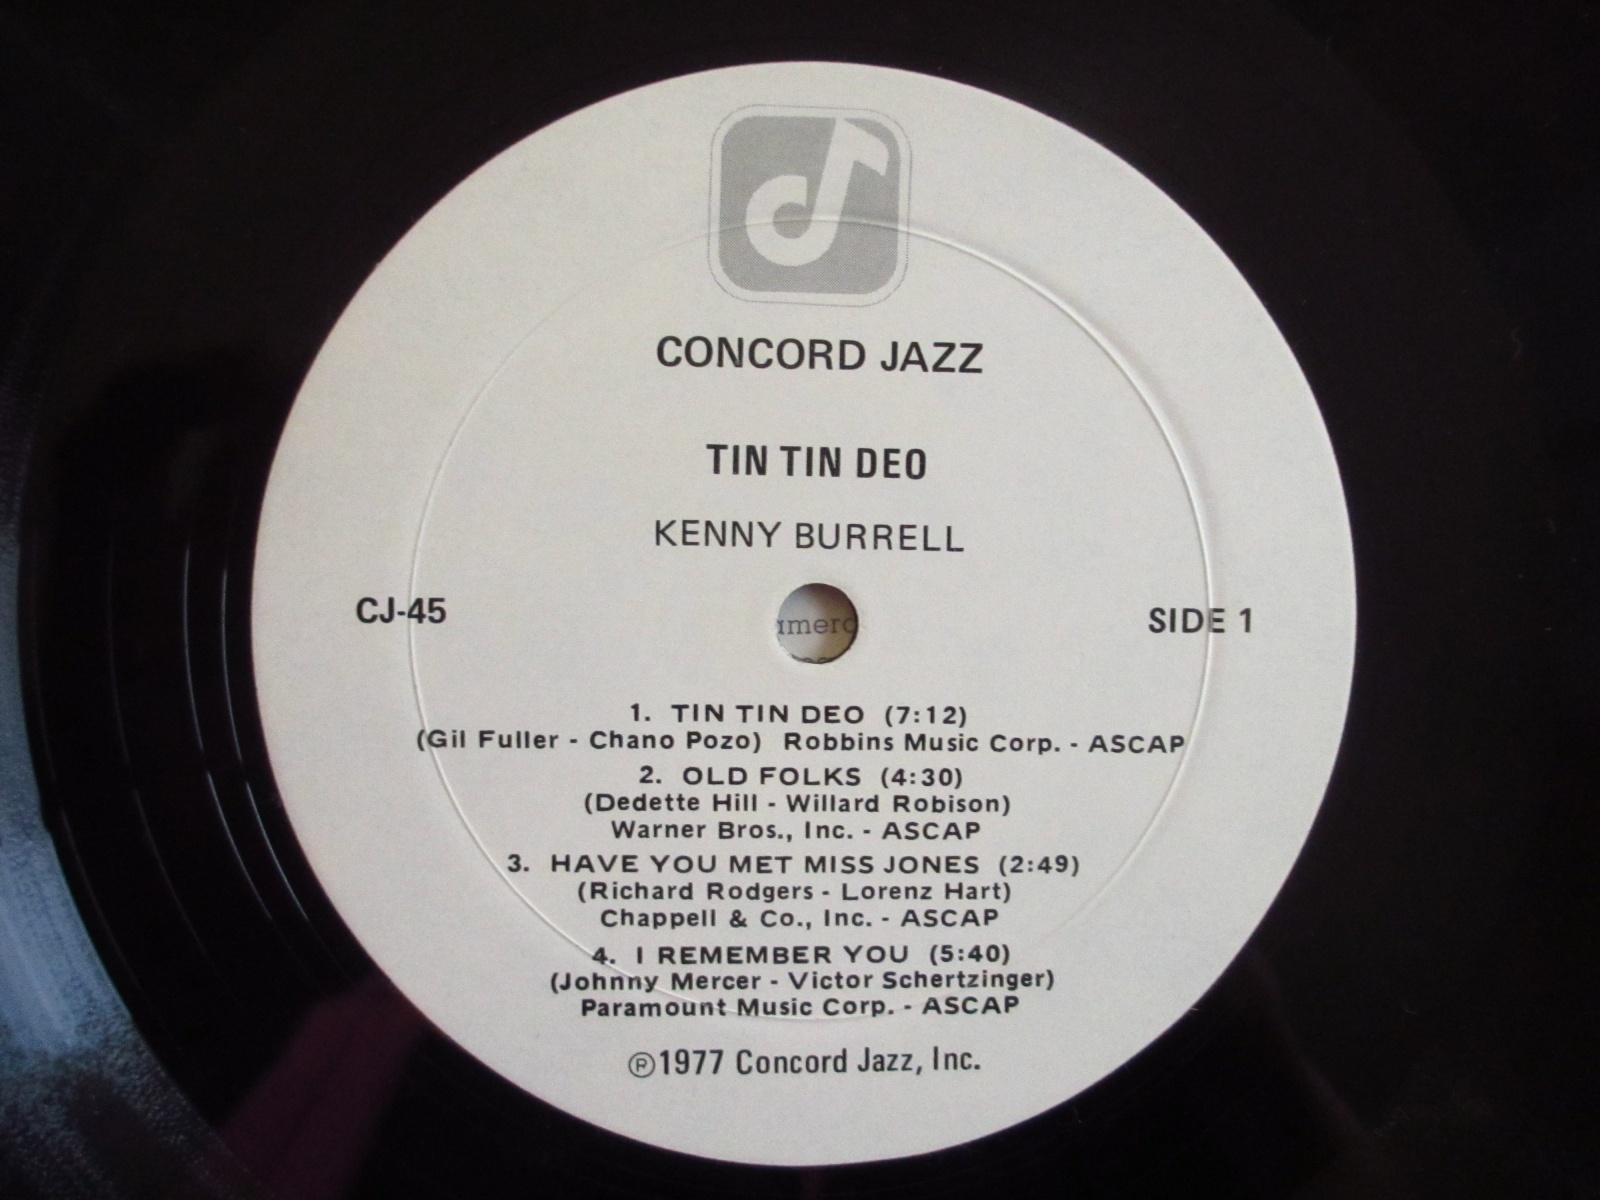 CONCORD JAZZ
TIN TIN DEO
KENNY BURRELL
CJ-45
SIDE 1
1. TIN TIN DEO (7:12)
(Gil Fuller - Chano Pozo) Robbins Music Corp. - ASCAP
2. OLD FOLKS (4:30)
(Dedette Hill - Willard Robison)
Warner Bros., Inc. - ASCAP
3. HAVE YOU MET MISS JONES (2:49)
(Richard Rodgers - Lorenz Hart)
Chappell & Co., Inc. - ASCAP
4. I REMEMBER YOU (5:40)
(Johnny Mercer - Victor Schertzinger)
Paramount Music Corp. - ASCAP
℗1977 Concord Jazz, Inc.